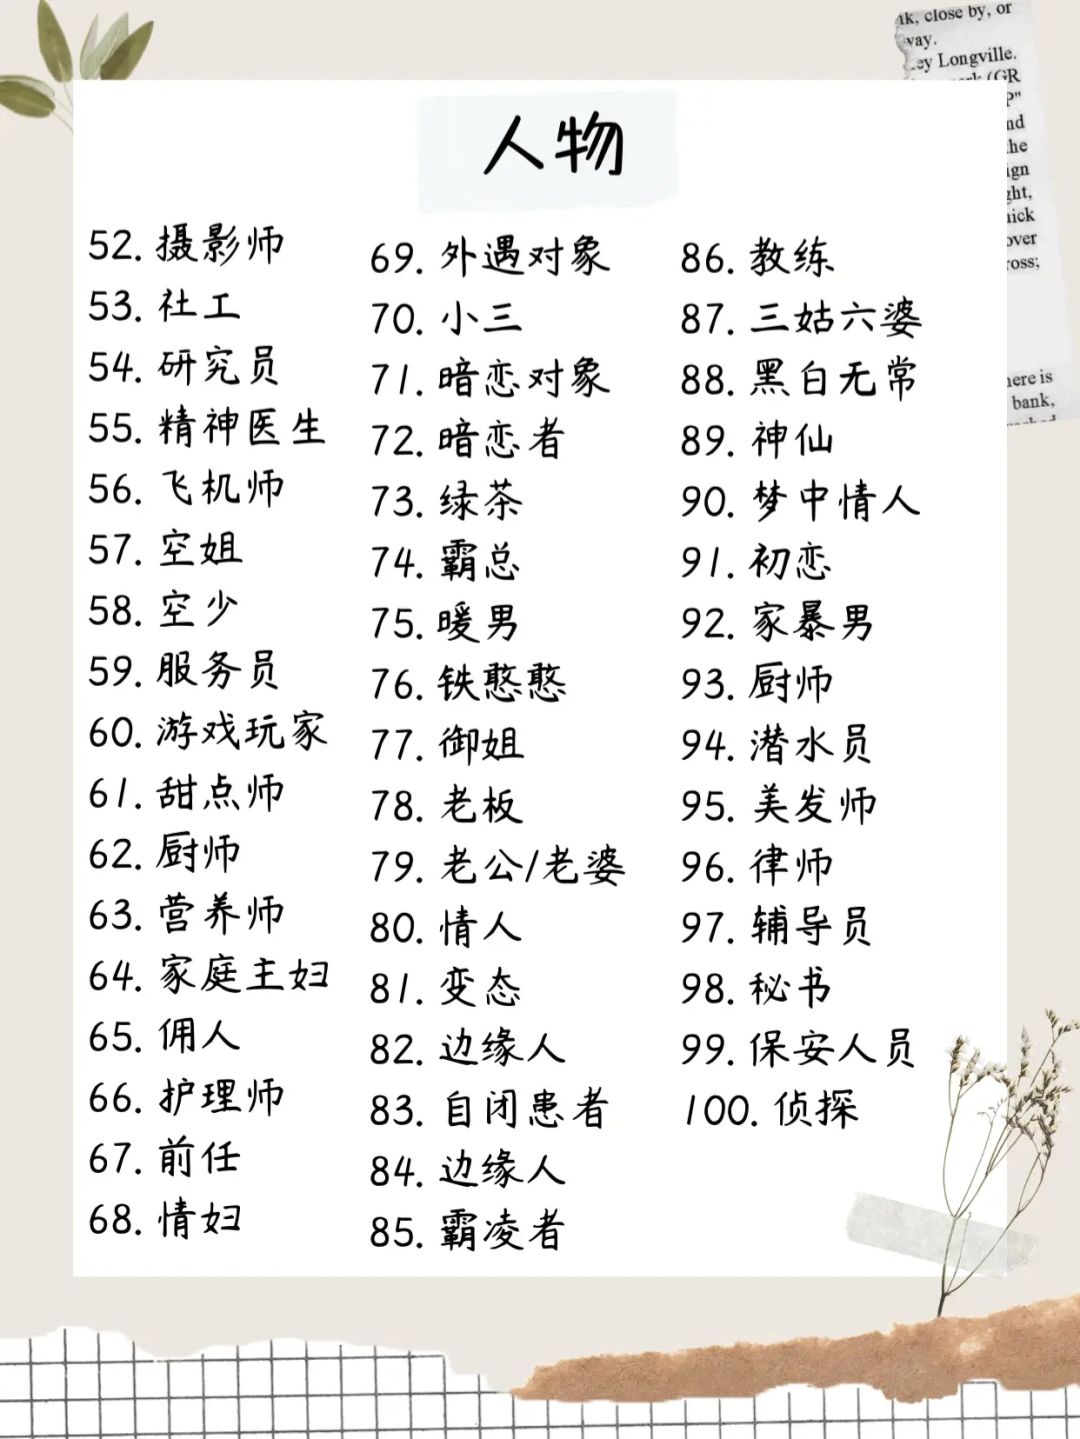 lk, close by, or
way.
ey Longville.
(GR
P"
nd
the
ign
ght,
nick
over
ross;
here is
bank,
人物
52. 摄影师
53. 社工
54. 研究员
55. 精神医生
56. 飞机师
57. 空姐
58. 空少
59. 服务员
60. 游戏玩家
61. 甜点师
62. 厨师
63. 营养师
64. 家庭主妇
65. 佣人
66. 护理师
67. 前任
68. 情妇
69. 外遇对象
70. 小三
71. 暗恋对象
72. 暗恋者
73. 绿茶
74. 霸总
75. 暖男
76. 铁憨憨
77. 御姐
78. 老板
79. 老公/老婆
80. 情人
81. 变态
82. 边缘人
83. 自闭患者
84. 边缘人
85. 霸凌者
86. 教练
87. 三姑六婆
88. 黑白无常
89. 神仙
90. 梦中情人
91. 初恋
92. 家暴男
93. 厨师
94. 潜水员
95. 美发师
96. 律师
97. 辅导员
98. 秘书
99. 保安人员
100. 侦探